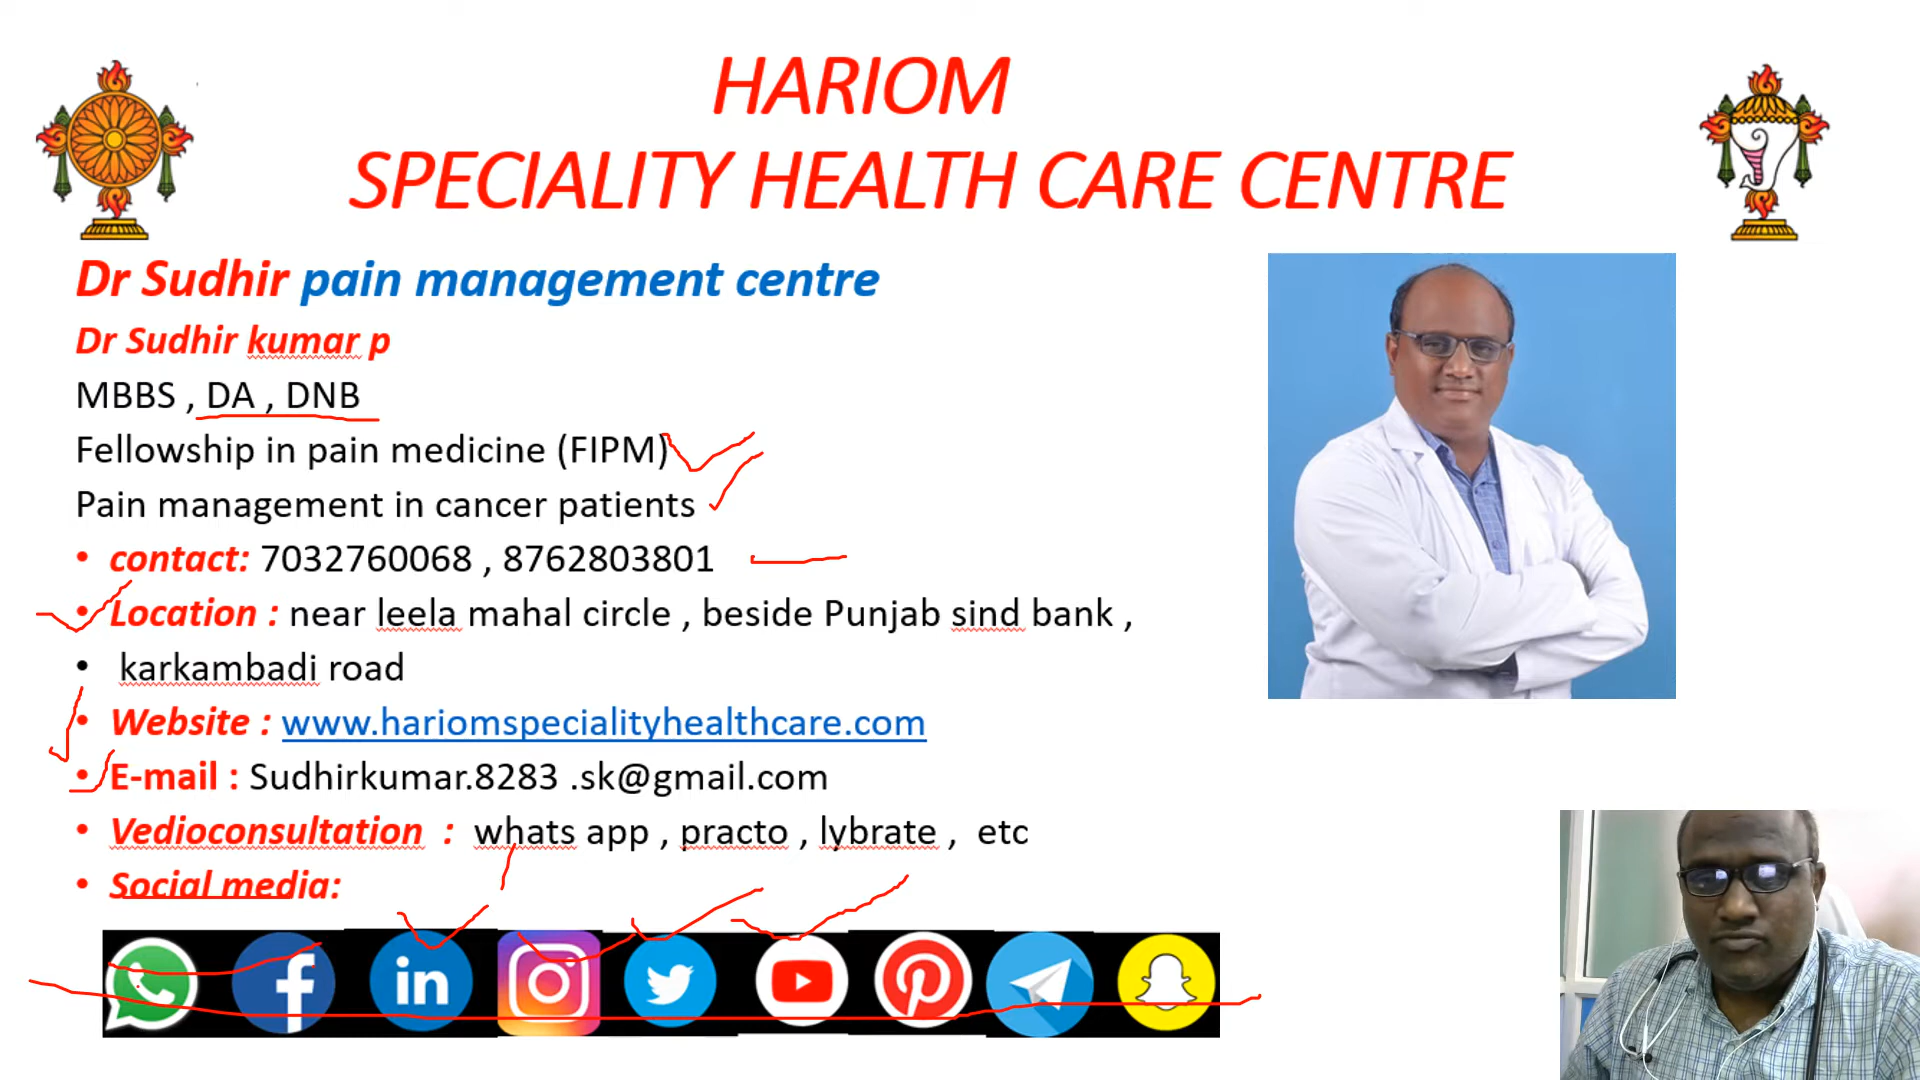 HARIOM
SPECIALITY HEALTH CARE CENTRE
Dr Sudhir pain management centre
Dr Sudhir kumar p
MBBS , DA , DNB
Fellowship in pain medicine (FIPM)
Pain management in cancer patients
• contact: 7032760068 , 8762803801
• Location : near leela mahal circle , beside Punjab sind bank ,
• karkambadi road
• Website : www.hariomspecialityhealthcare.com
• E-mail : Sudhirkumar.8283 .sk@gmail.com
• Vedioconsultation : whats app , practo , lybrate , etc
• Social media: